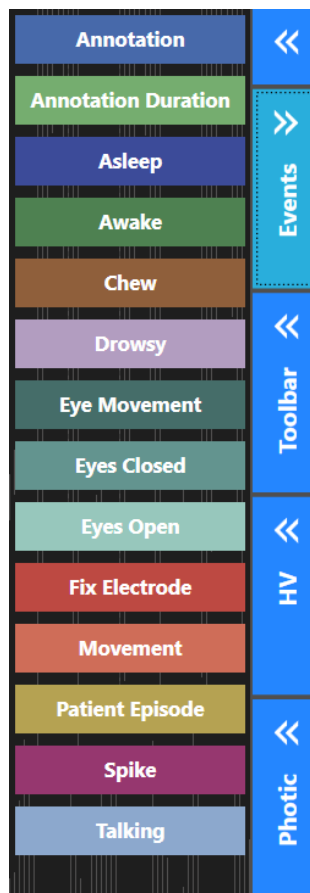 Annotation
Annotation Duration
Asleep
Awake
Chew
Drowsy
Eye Movement
Eyes Closed
Eyes Open
Fix Electrode
Movement
Patient Episode
Spike
Talking
Events
Toolbar
HV
Photic